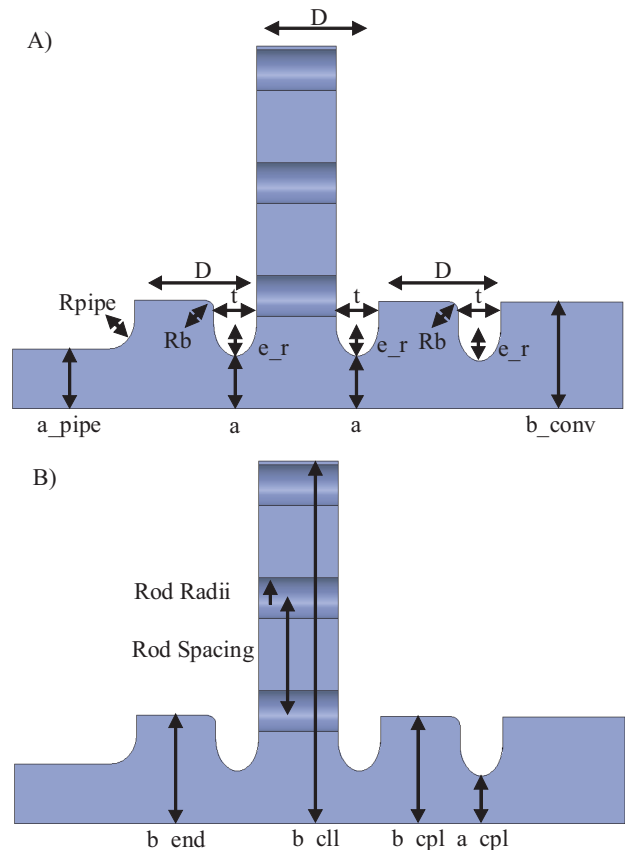 A)
D
D
D
Rpipe
t
t
t
Rb
e_r
e_r
Rb
e_r
a_pipe
a
a
b_conv
B)
Rod Radii
Rod Spacing
b_end
b_cll
b_cpl
a_cpl